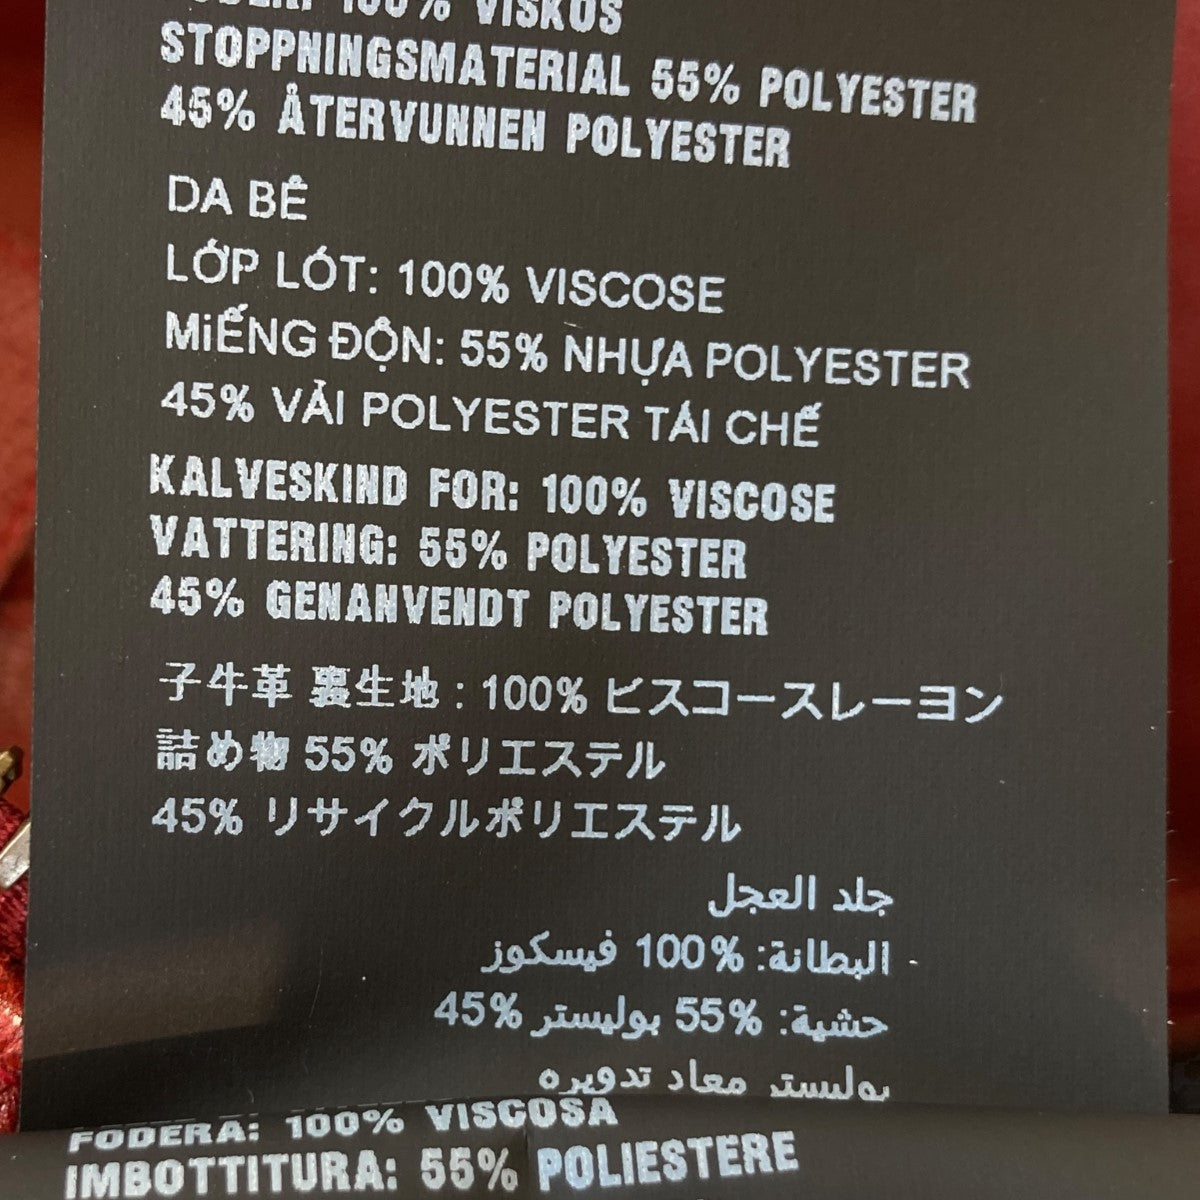 FODER: 100% VISKOS
STOPPNINGSMATERIAL 55% POLYESTER
45% ÅTERVUNNEN POLYESTER
DA BÊ
LỚP LÓT: 100% VISCOSE
MIẾNG ĐỘN: 55% NHỰA POLYESTER
45% VẢI POLYESTER TÁI CHẾ
KALVESKIND FOR: 100% VISCOSE
VATTERING: 55% POLYESTER
45% GENANVENDT POLYESTER
子牛革 裏生地 : 100% ビスコースレーヨン
詰め物 55% ポリエステル
45% リサイクルポリエステル
جلد العجل
البطانة: %100 فيسكوز
حشية: %55 بوليستر %45
بوليستر معاد تدويره
FODERA: 100% VISCOSA
IMBOTTITURA: 55% POLIESTERE